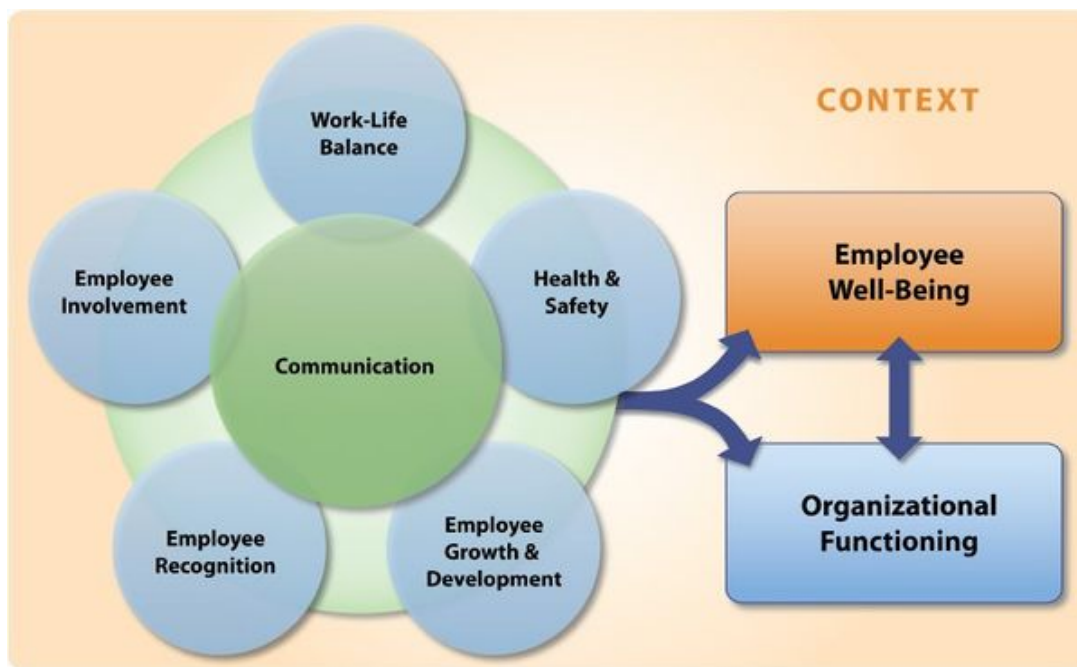 Work-Life
Balance
CONTEXT
Employee
Involvement
Health &
Safety
Employee
Well-Being
Communication
Employee
Recognition
Employee
Growth &
Development
Organizational
Functioning